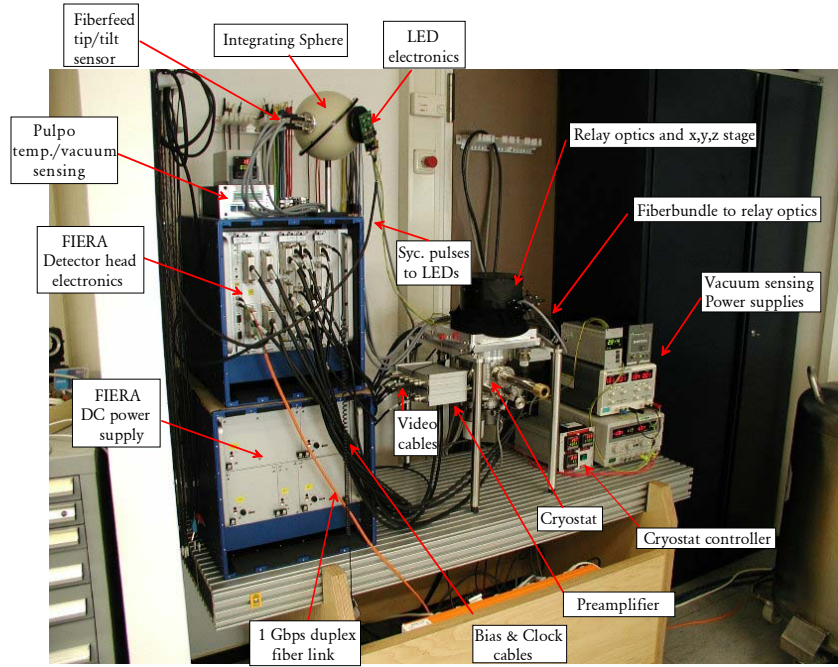 Fiberfeed
tip/tilt
sensor
Integrating Sphere
LED
electronics
Pulpo
temp./vacuum
sensing
Relay optics and x,y,z stage
Fiberbundle to relay optics
FIERA
Detector head
electronics
Syc. pulses
to LEDs
Vacuum sensing
Power supplies
FIERA
DC power
supply
Video
cables
Cryostat
Cryostat controller
Preamplifier
1 Gbps duplex
fiber link
Bias & Clock
cables